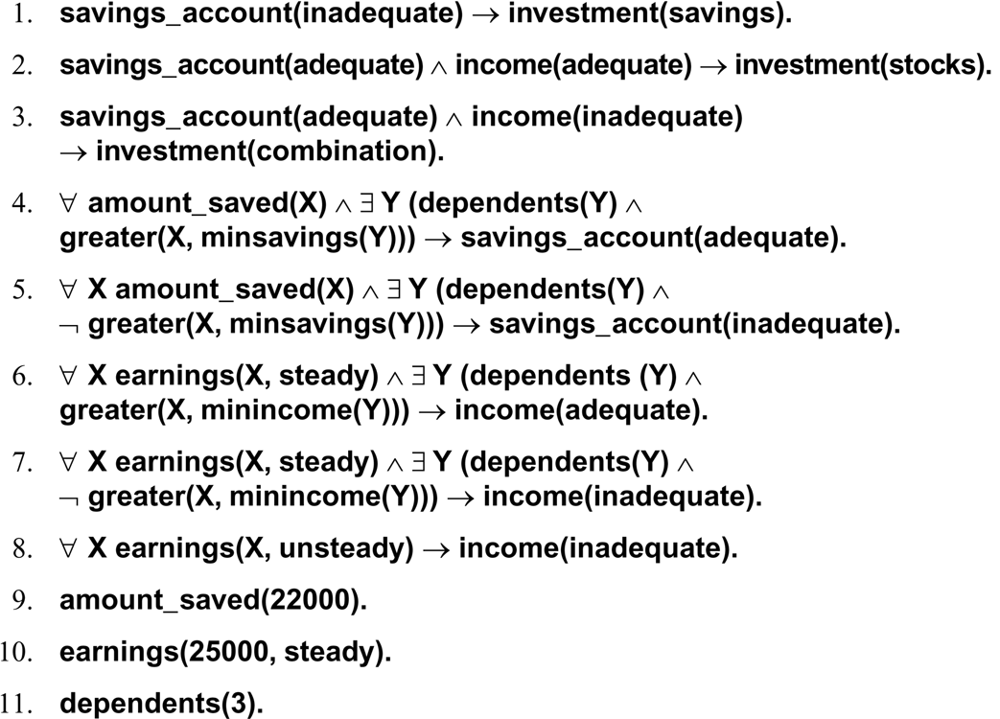 1. savings_account(inadequate) → investment(savings).
2. savings_account(adequate) ∧ income(adequate) → investment(stocks).
3. savings_account(adequate) ∧ income(inadequate)
→ investment(combination).
4. ∀ amount_saved(X) ∧ ∃ Y (dependents(Y) ∧
greater(X, minsavings(Y))) → savings_account(adequate).
5. ∀ X amount_saved(X) ∧ ∃ Y (dependents(Y) ∧
¬ greater(X, minsavings(Y))) → savings_account(inadequate).
6. ∀ X earnings(X, steady) ∧ ∃ Y (dependents (Y) ∧
greater(X, minincome(Y))) → income(adequate).
7. ∀ X earnings(X, steady) ∧ ∃ Y (dependents(Y) ∧
¬ greater(X, minincome(Y))) → income(inadequate).
8. ∀ X earnings(X, unsteady) → income(inadequate).
9. amount_saved(22000).
10. earnings(25000, steady).
11. dependents(3).